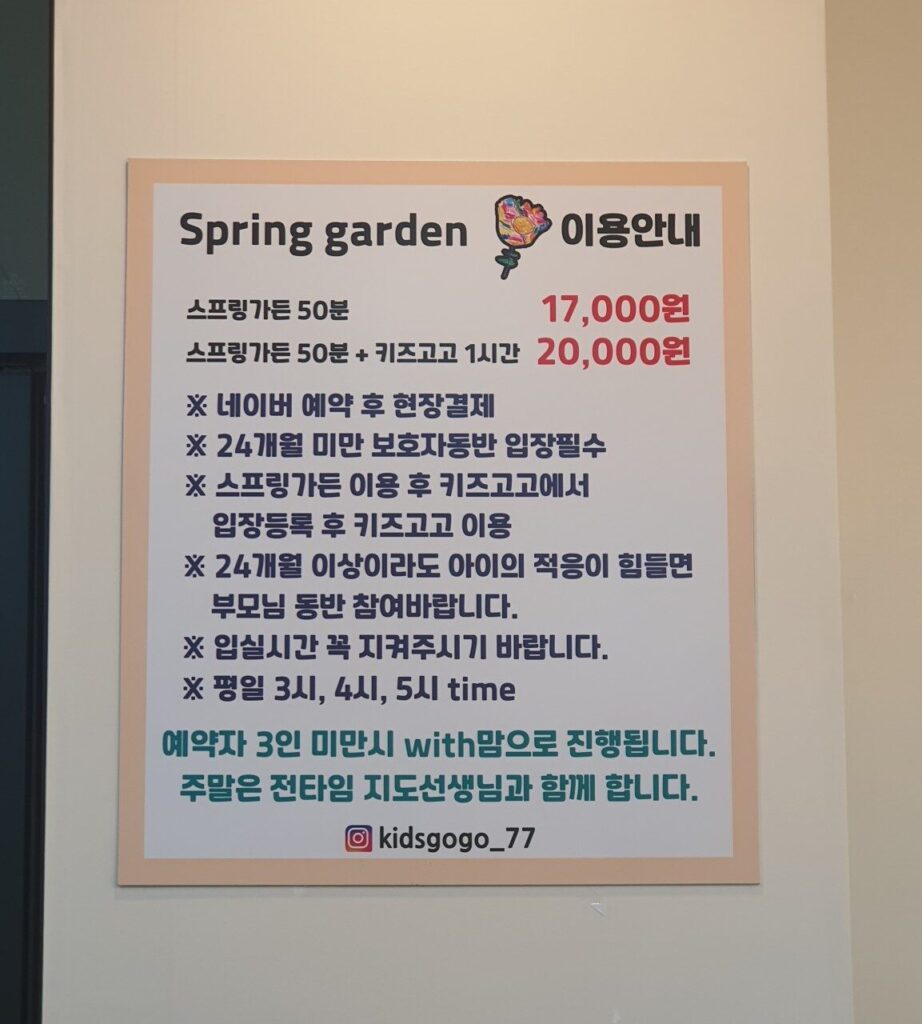 Spring garden 이용안내
스프링가든 50분 17,000원
스프링가든 50분 + 키즈고고 1시간 20,000원
※ 네이버 예약 후 현장결제
※ 24개월 미만 보호자동반 입장필수
※ 스프링가든 이용 후 키즈고고에서
입장등록 후 키즈고고 이용
※ 24개월 이상이라도 아이의 적응이 힘들면
부모님 동반 참여바랍니다.
※ 입실시간 꼭 지켜주시기 바랍니다.
※ 평일 3시, 4시, 5시 time
예약자 3인 미만시 with맘으로 진행됩니다.
주말은 전타임 지도선생님과 함께 합니다.
kidsgogo_77